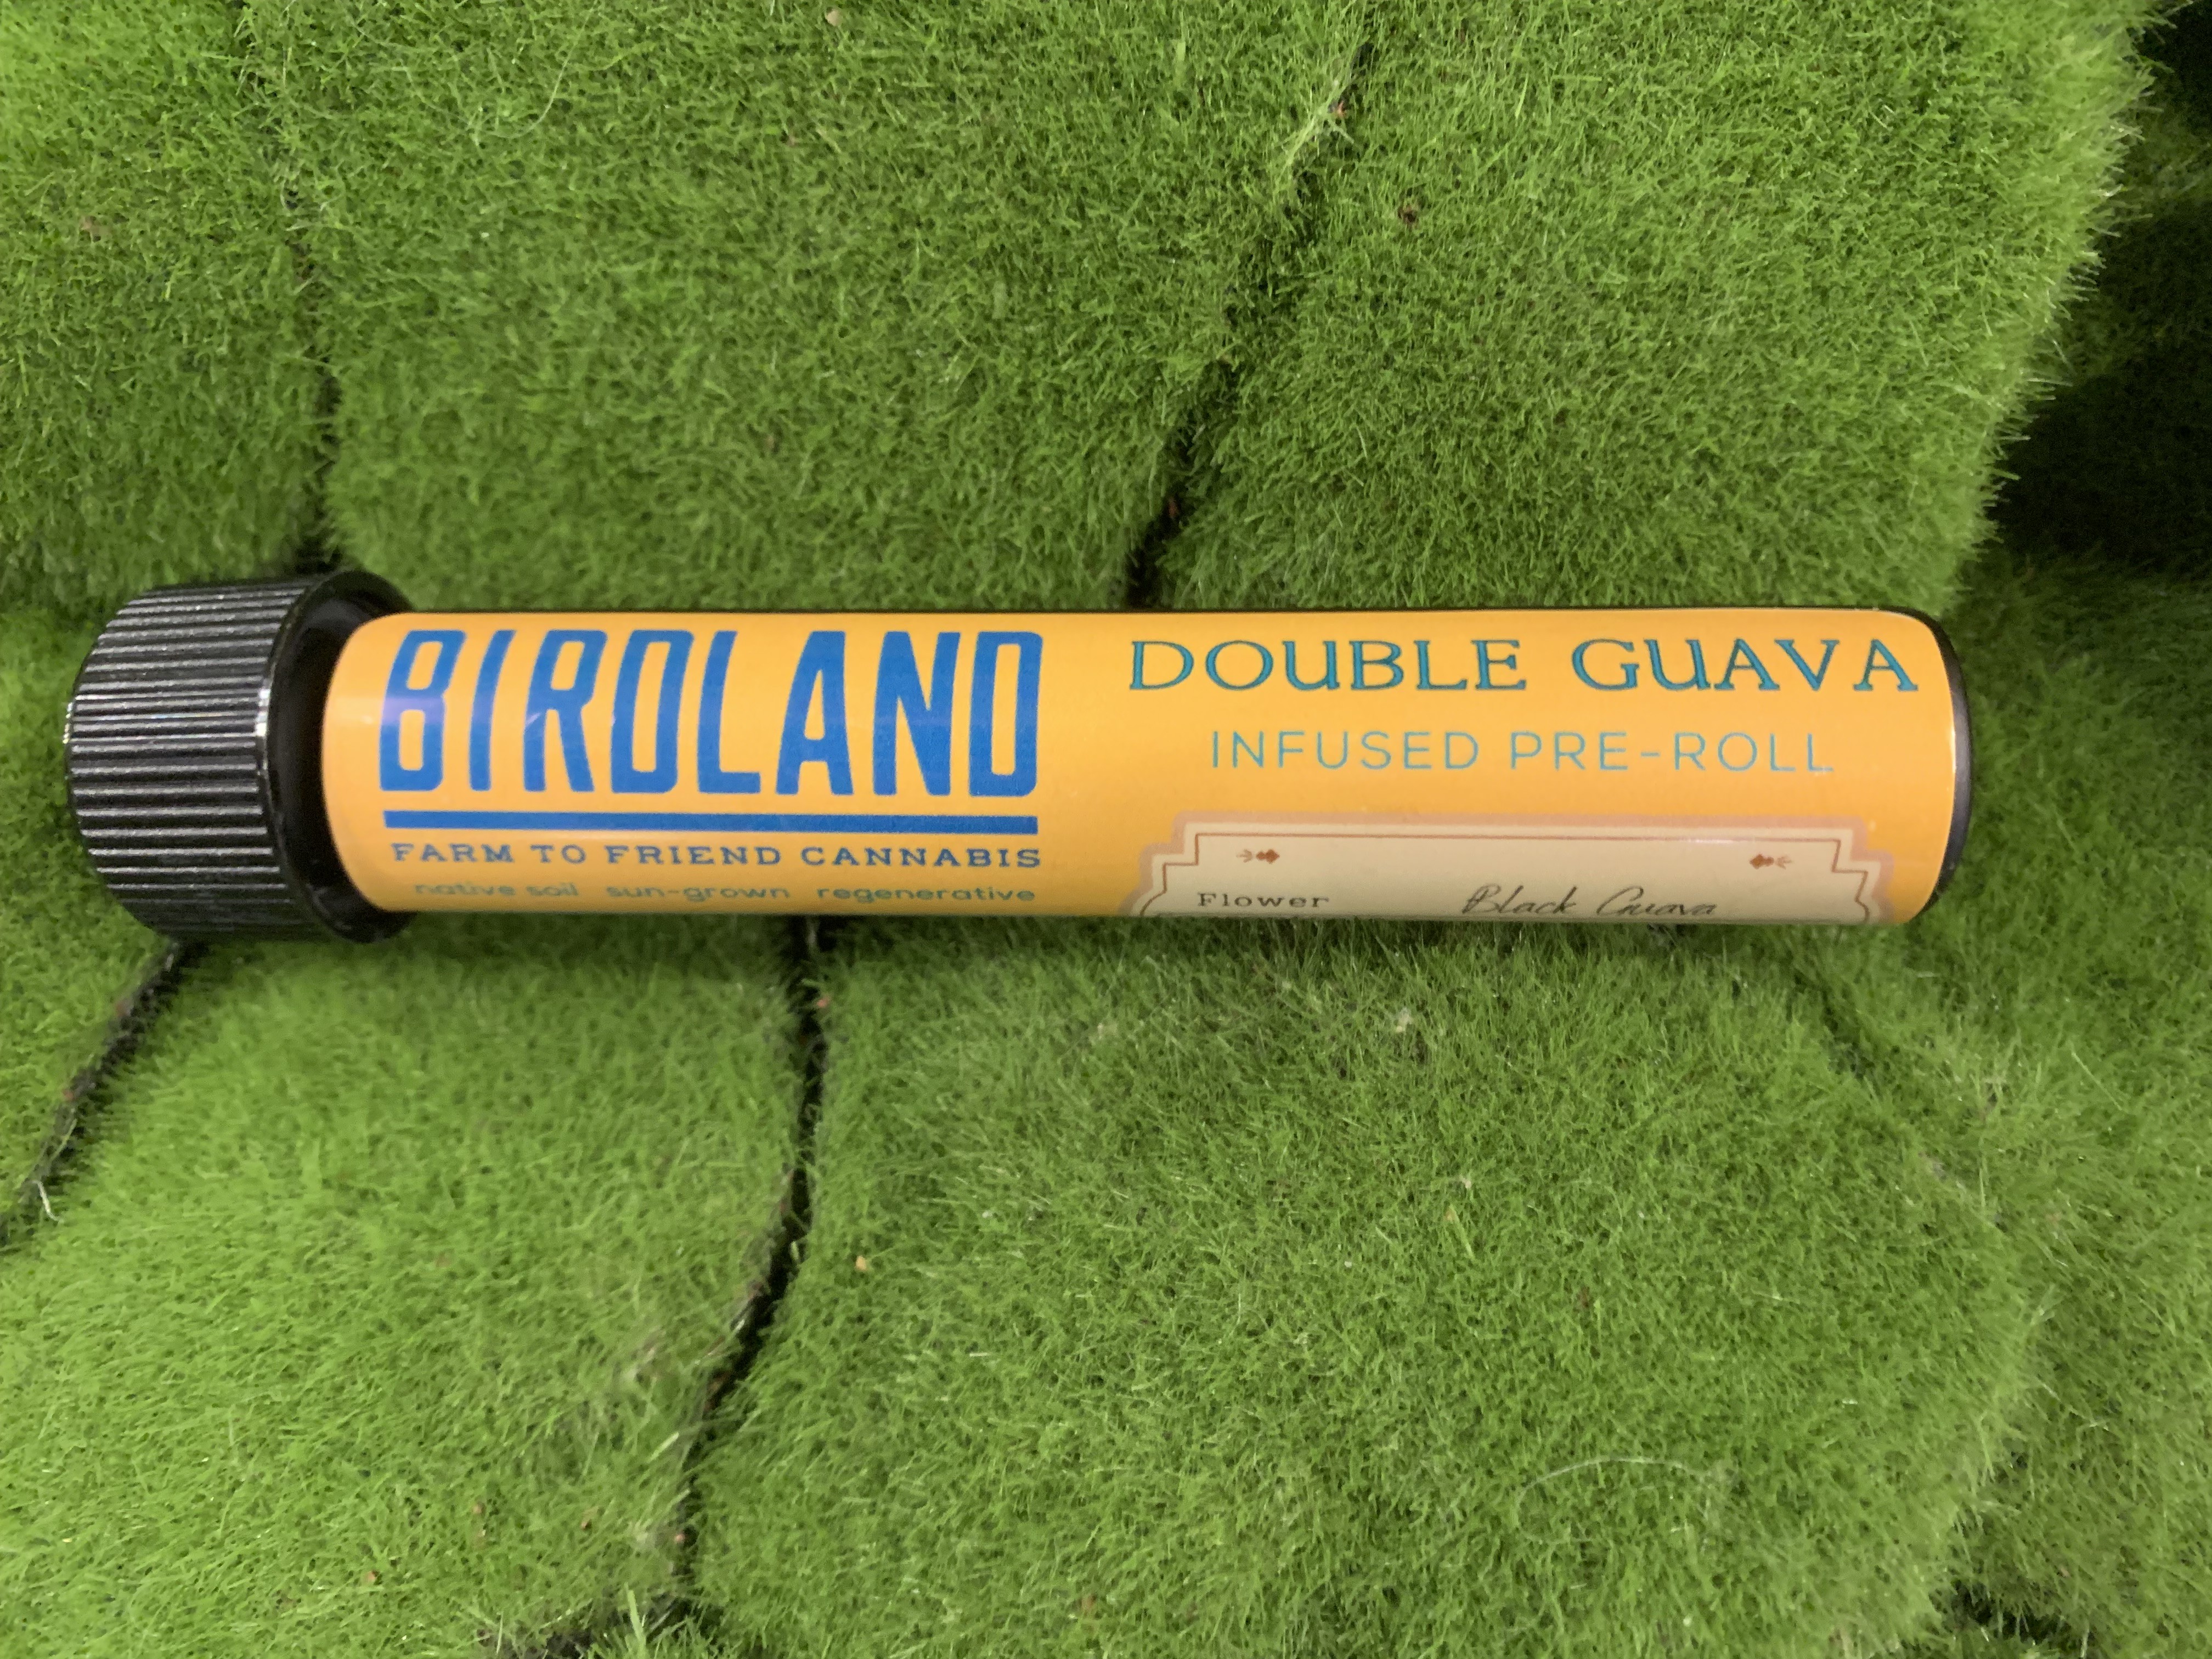 BIRDLAND
FARM TO FRIEND CANNABIS
native soil sun-grown regenerative
DOUBLE GUAVA
INFUSED PRE-ROLL
Flower Black Guava